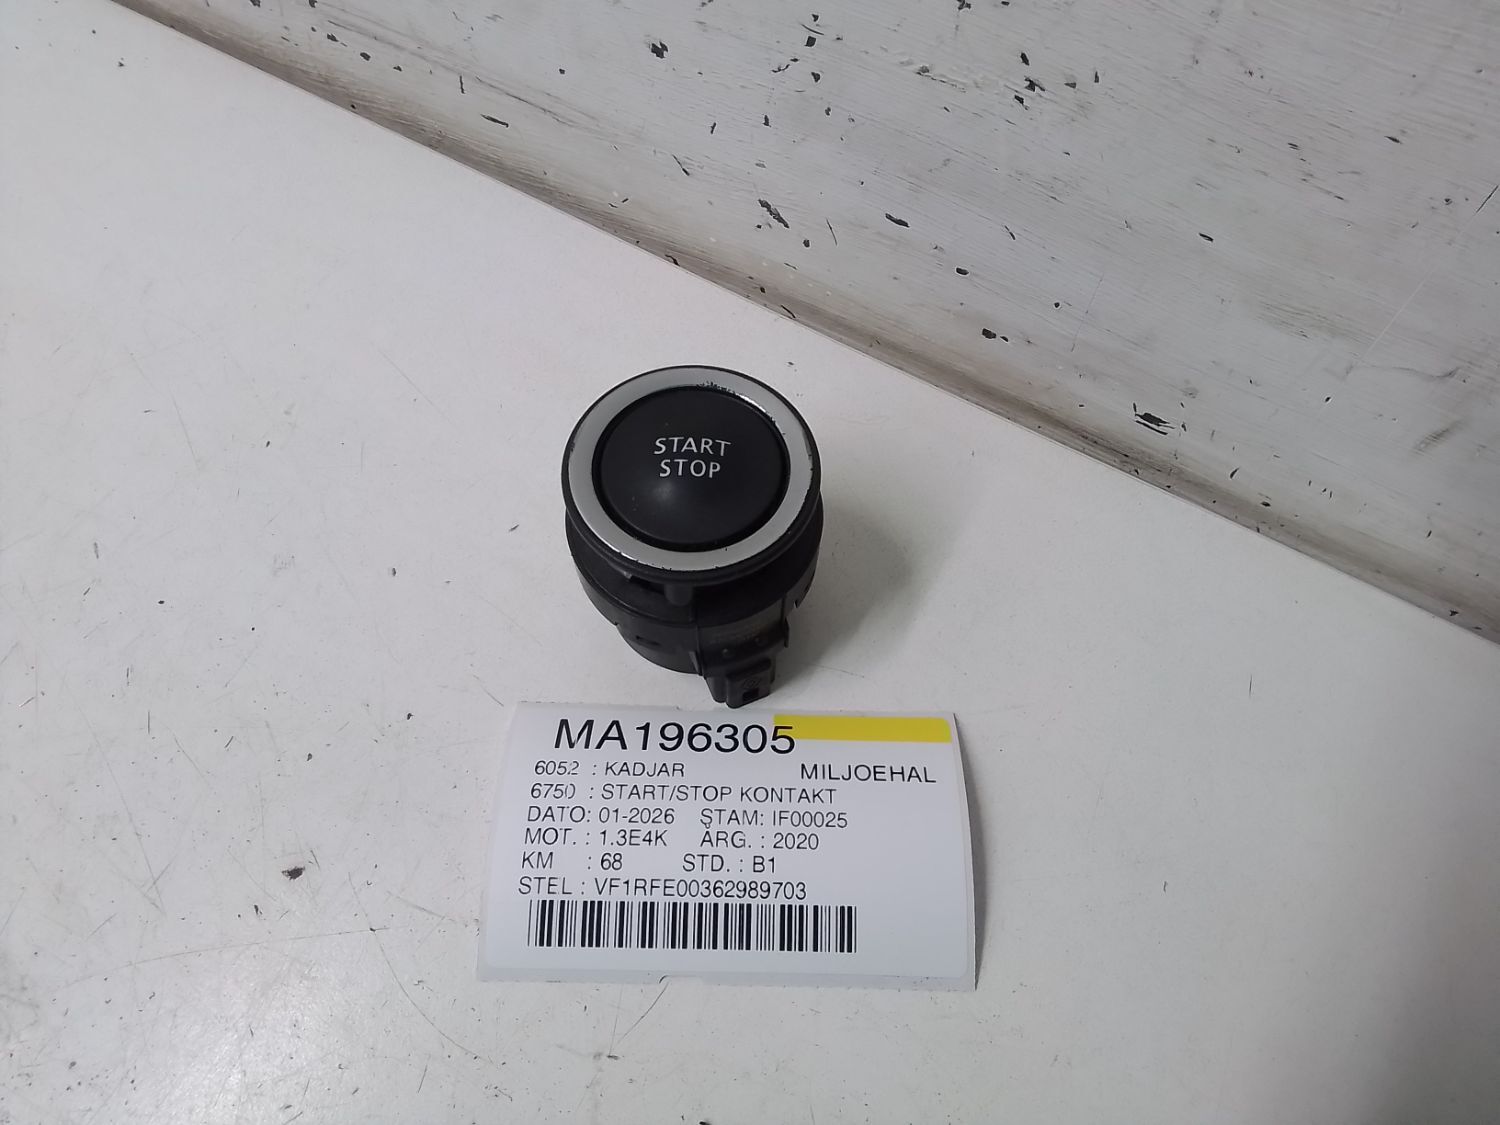 START
STOP
MA196305
6052 : KADJAR MILJOEHAL
6750 : START/STOP KONTAKT
DATO: 01-2026 STAM: IF00025
MOT. : 1.3E4K ÅRG. : 2020
KM : 68 STD. : B1
STEL : VF1RFE00362989703